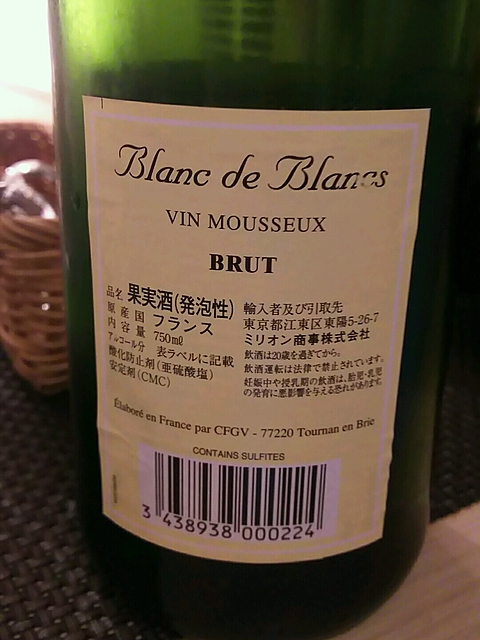 Blanc de Blancs
VIN MOUSSEUX
BRUT
品名 果実酒(発泡性)
原産国 フランス
内容量 750mℓ
アルコール分 表ラベルに記載
酸化防止剤(亜硫酸塩)
安定剤(CMC)
輸入者及び引取先
東京都江東区東陽5-26-7
ミリオン商事株式会社
飲酒は20歳を過ぎてから。
飲酒運転は法律で禁止されています。
妊娠中や授乳期の飲酒は、胎児・乳児
の発育に悪影響を与える恐れがあります。
Élaboré en France par CFGV - 77220 Tournan en Brie
CONTAINS SULFITES
3 438938 000224